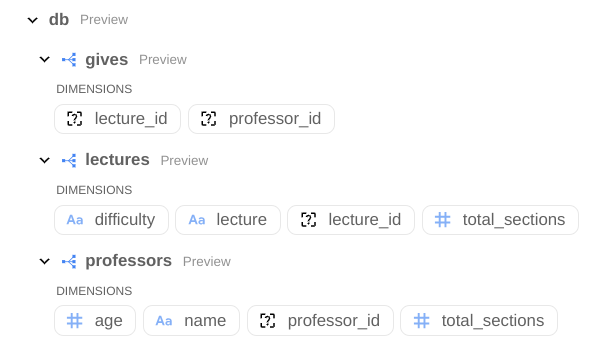 db Preview
gives Preview
DIMENSIONS
lecture_id professor_id
lectures Preview
DIMENSIONS
Aa difficulty Aa lecture lecture_id # total_sections
professors Preview
DIMENSIONS
# age Aa name professor_id # total_sections